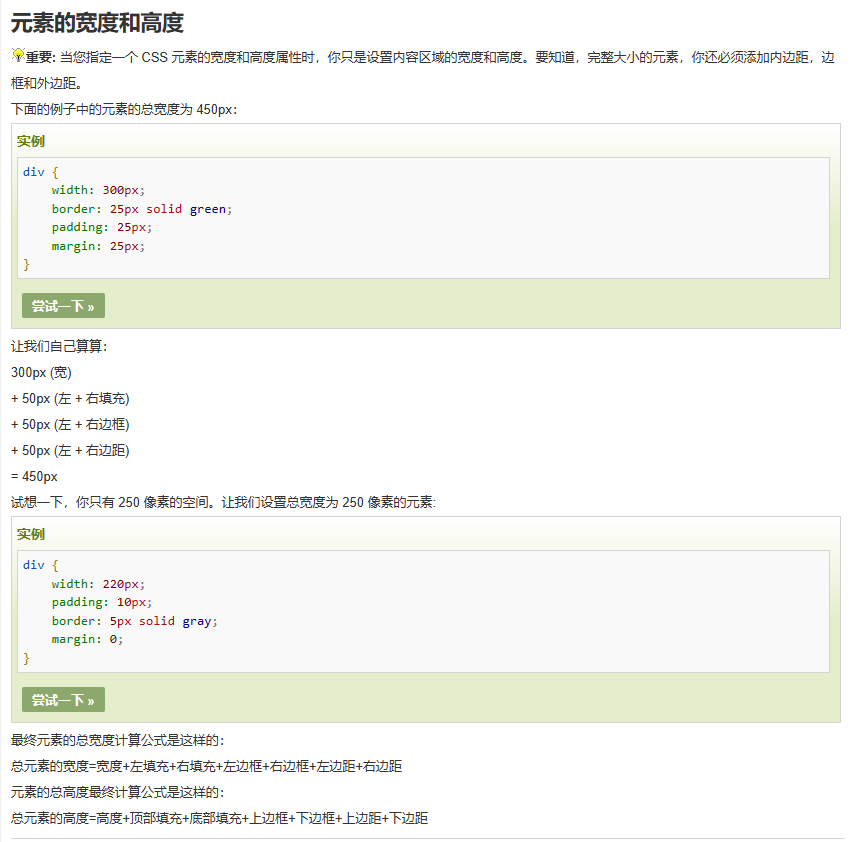 元素的宽度和高度
重要: 当您指定一个 CSS 元素的宽度和高度属性时，你只是设置内容区域的宽度和高度。要知道，完整大小的元素，你还必须添加内边距，边
框和外边距。
下面的例子中的元素的总宽度为 450px：
实例
div {
    width: 300px;
    border: 25px solid green;
    padding: 25px;
    margin: 25px;
}
尝试一下 »
让我们自己算算：
300px (宽)
+ 50px (左 + 右填充)
+ 50px (左 + 右边框)
+ 50px (左 + 右边距)
= 450px
试想一下，你只有 250 像素的空间。让我们设置总宽度为 250 像素的元素:
实例
div {
    width: 220px;
    padding: 10px;
    border: 5px solid gray;
    margin: 0;
}
尝试一下 »
最终元素的总宽度计算公式是这样的：
总元素的宽度=宽度+左填充+右填充+左边框+右边框+左边距+右边距
元素的总高度最终计算公式是这样的：
总元素的高度=高度+顶部填充+底部填充+上边框+下边框+上边距+下边距